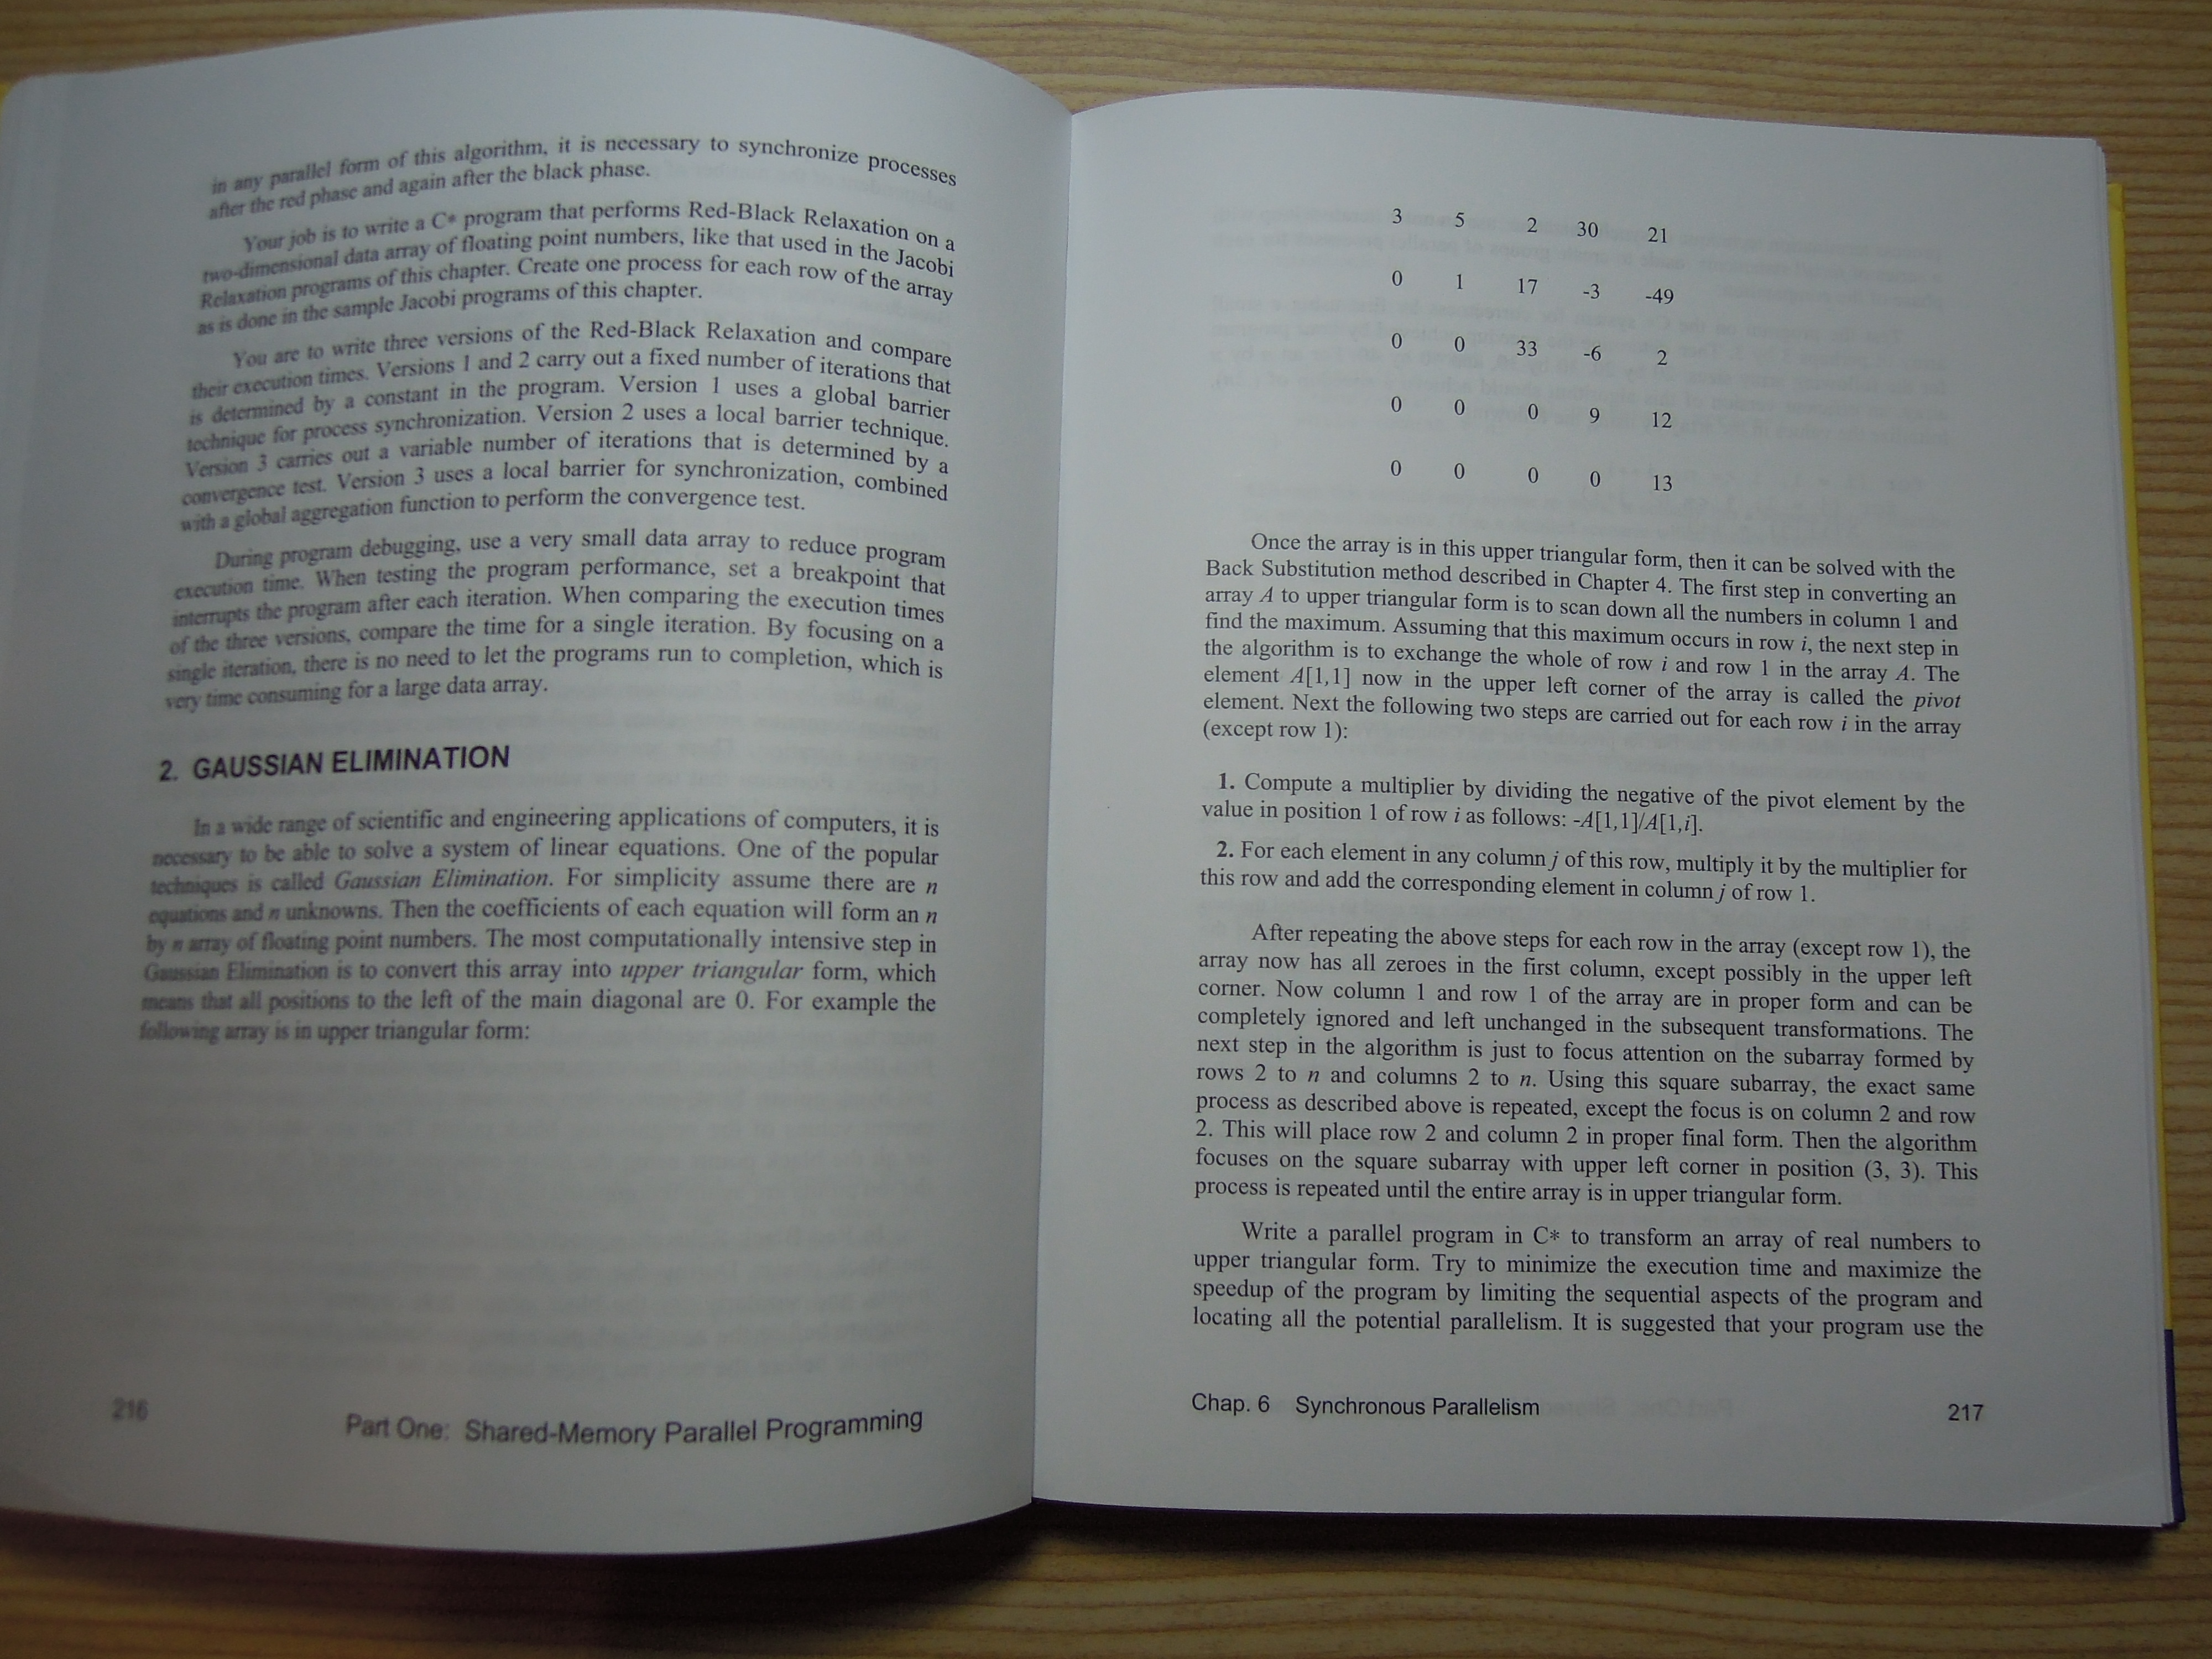 in any parallel form of this algorithm, it is necessary to synchronize processes
after the red phase and again after the black phase.
Your job is to write a C* program that performs Red-Black Relaxation on a
two-dimensional data array of floating point numbers, like that used in the Jacobi
Relaxation programs of this chapter. Create one process for each row of the array
as is done in the sample Jacobi programs of this chapter.
You are to write three versions of the Red-Black Relaxation and compare
their execution times. Versions 1 and 2 carry out a fixed number of iterations that
is determined by a constant in the program. Version 1 uses a global barrier
technique for process synchronization. Version 2 uses a local barrier technique.
Version 3 carries out a variable number of iterations that is determined by a
convergence test. Version 3 uses a local barrier for synchronization, combined
with a global aggregation function to perform the convergence test.
During program debugging, use a very small data array to reduce program
execution time. When testing the program performance, set a breakpoint that
interrupts the program after each iteration. When comparing the execution times
of the three versions, compare the time for a single iteration. By focusing on a
single iteration, there is no need to let the programs run to completion, which is
very time consuming for a large data array.
2. GAUSSIAN ELIMINATION
In a wide range of scientific and engineering applications of computers, it is
necessary to be able to solve a system of linear equations. One of the popular
techniques is called Gaussian Elimination. For simplicity assume there are n
equations and n unknowns. Then the coefficients of each equation will form an n
by n array of floating point numbers. The most computationally intensive step in
Gaussian Elimination is to convert this array into upper triangular form, which
means that all positions to the left of the main diagonal are 0. For example the
following array is in upper triangular form:
216
Part One: Shared-Memory Parallel Programming
3 5 2 30 21
0 1 17 -3 -49
0 0 33 -6 2
0 0 0 9 12
0 0 0 0 13
Once the array is in this upper triangular form, then it can be solved with the
Back Substitution method described in Chapter 4. The first step in converting an
array A to upper triangular form is to scan down all the numbers in column 1 and
find the maximum. Assuming that this maximum occurs in row i, the next step in
the algorithm is to exchange the whole of row i and row 1 in the array A. The
element A[1,1] now in the upper left corner of the array is called the pivot
element. Next the following two steps are carried out for each row i in the array
(except row 1):
1. Compute a multiplier by dividing the negative of the pivot element by the
value in position 1 of row i as follows: -A[1,1]/A[1,i].
2. For each element in any column j of this row, multiply it by the multiplier for
this row and add the corresponding element in column j of row 1.
After repeating the above steps for each row in the array (except row 1), the
array now has all zeroes in the first column, except possibly in the upper left
corner. Now column 1 and row 1 of the array are in proper form and can be
completely ignored and left unchanged in the subsequent transformations. The
next step in the algorithm is just to focus attention on the subarray formed by
rows 2 to n and columns 2 to n. Using this square subarray, the exact same
process as described above is repeated, except the focus is on column 2 and row
2. This will place row 2 and column 2 in proper final form. Then the algorithm
focuses on the square subarray with upper left corner in position (3, 3). This
process is repeated until the entire array is in upper triangular form.
Write a parallel program in C* to transform an array of real numbers to
upper triangular form. Try to minimize the execution time and maximize the
speedup of the program by limiting the sequential aspects of the program and
locating all the potential parallelism. It is suggested that your program use the
Chap. 6 Synchronous Parallelism
217